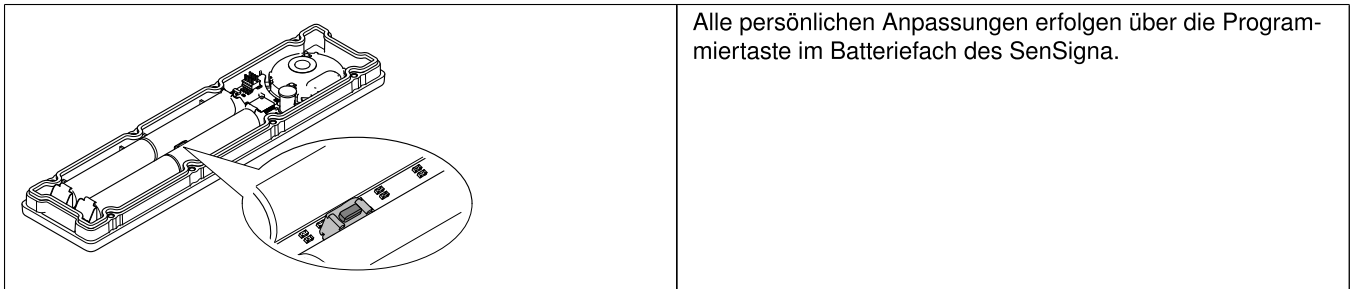 Alle persönlichen Anpassungen erfolgen über die Program-
miertaste im Batteriefach des SenSigna.